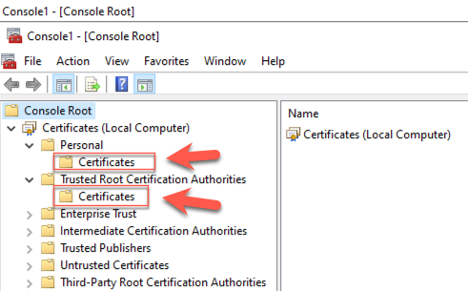 Console1 - [Console Root]
Console1 - [Console Root]
File Action View Favorites Window Help
Console Root
Certificates (Local Computer)
Personal
Certificates
Trusted Root Certification Authorities
Certificates
Enterprise Trust
Intermediate Certification Authorities
Trusted Publishers
Untrusted Certificates
Third-Party Root Certification Authorities
Name
Certificates (Local Computer)